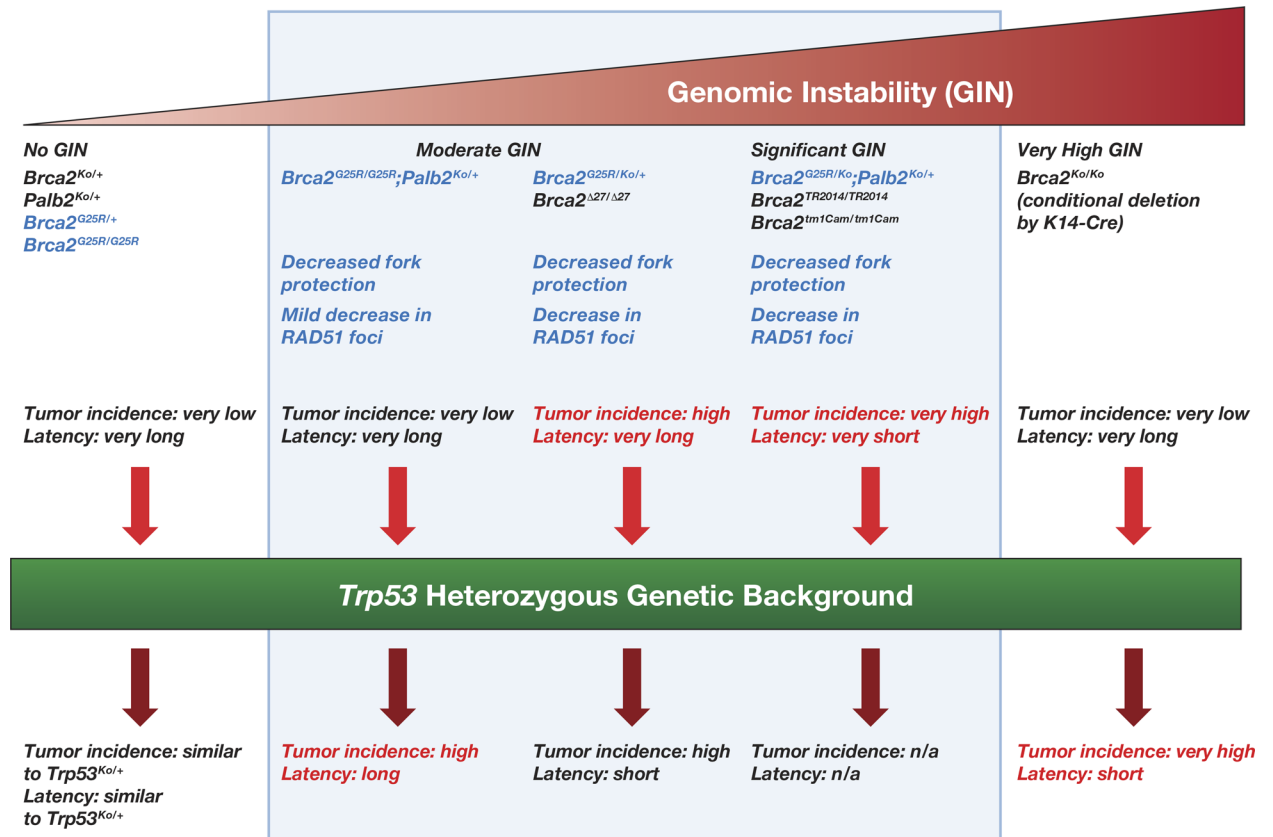 Genomic Instability (GIN)
No GIN
Brca2Ko/+
Palb2Ko/+
Brca2G25R/+
Brca2G25R/G25R
Moderate GIN
Brca2G25R/G25R;Palb2Ko/+
Decreased fork
protection
Mild decrease in
RAD51 foci
Brca2G25R/Ko/+
Brca2Δ27/Δ27
Decreased fork
protection
Decrease in
RAD51 foci
Significant GIN
Brca2G25R/Ko;Palb2Ko/+
Brca2TR2014/TR2014
Brca2tm1Cam/tm1Cam
Decreased fork
protection
Decrease in
RAD51 foci
Very High GIN
Brca2Ko/Ko
(conditional deletion
by K14-Cre)
Tumor incidence: very low
Latency: very long
Tumor incidence: very low
Latency: very long
Tumor incidence: high
Latency: very long
Tumor incidence: very high
Latency: very short
Tumor incidence: very low
Latency: very long
Trp53 Heterozygous Genetic Background
Tumor incidence: similar
to Trp53Ko/+
Latency: similar
to Trp53Ko/+
Tumor incidence: high
Latency: long
Tumor incidence: high
Latency: short
Tumor incidence: n/a
Latency: n/a
Tumor incidence: very high
Latency: short